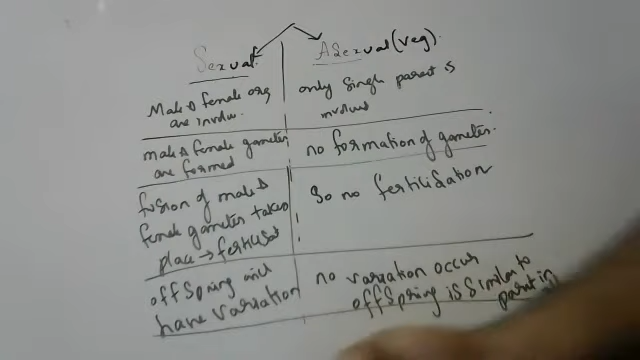 Sexual
Asexual (veg)
Male & female org
are involv.
only single parent is
involved
male & female gametes
are formed
no formation of gametes.
fusion of male &
female gametes takes
place → fertilisat
So no fertilisation
offspring will
have variation
no variation occur
offspring is similar to
parent in